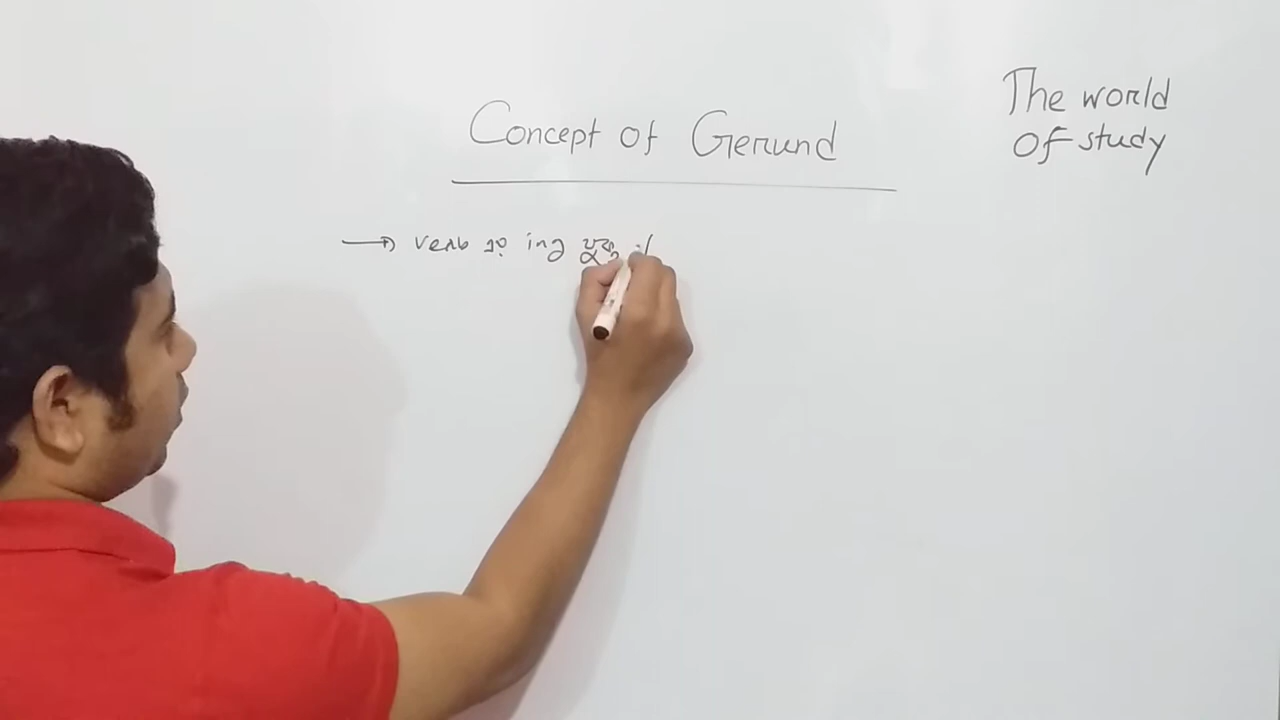 Concept of Gerund
The world
of study
→ verb এর ing যুক্ত